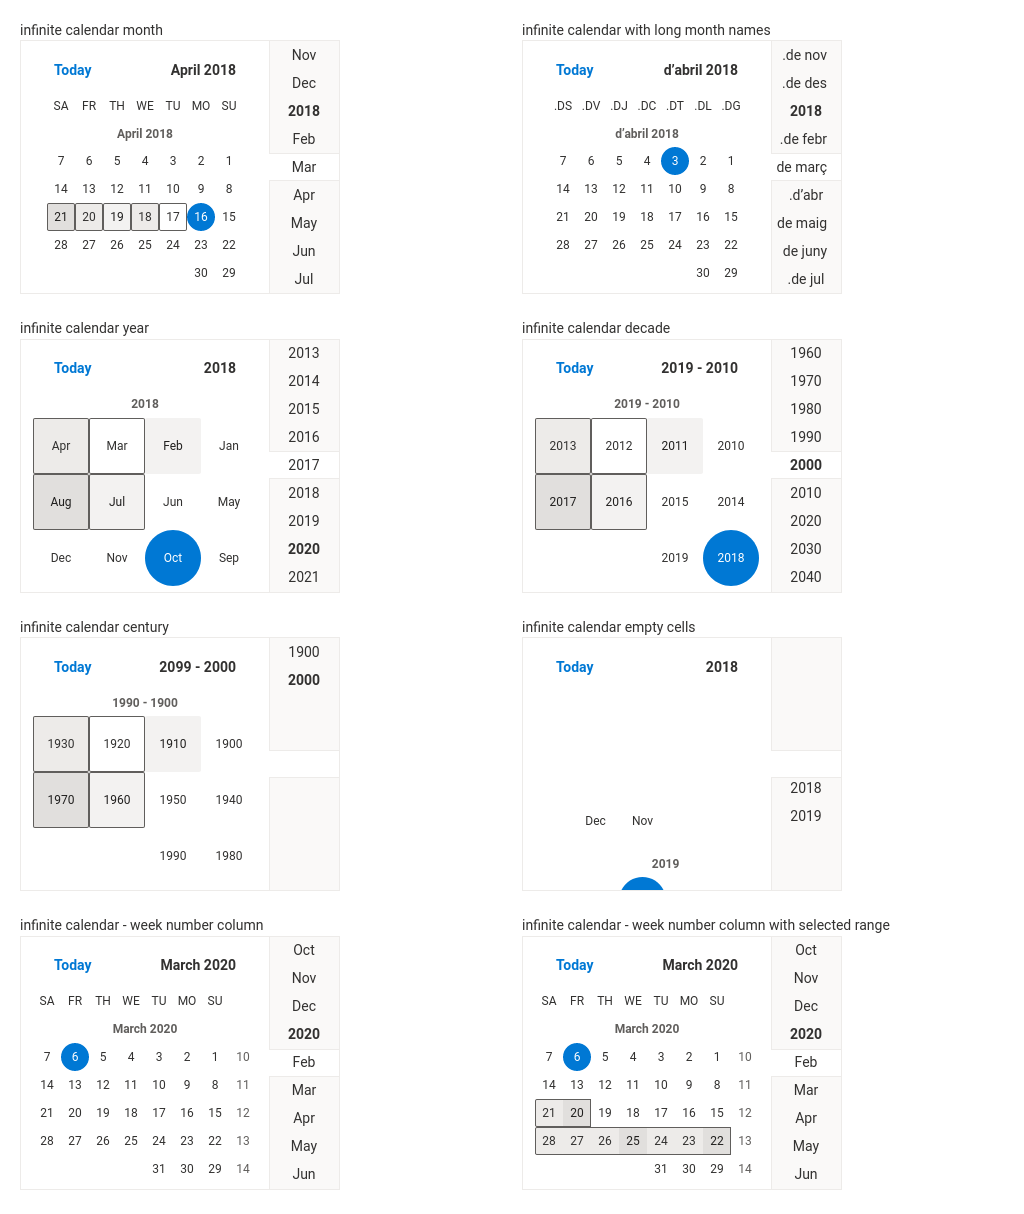 infinite calendar month
Today April 2018
SA FR TH WE TU MO SU
April 2018
7 6 5 4 3 2 1
14 13 12 11 10 9 8
21 20 19 18 17 16 15
28 27 26 25 24 23 22
30 29
Nov
Dec
2018
Feb
Mar
Apr
May
Jun
Jul
infinite calendar with long month names
Today d’abril 2018
.DS .DV .DJ .DC .DT .DL .DG
d’abril 2018
7 6 5 4 3 2 1
14 13 12 11 10 9 8
21 20 19 18 17 16 15
28 27 26 25 24 23 22
30 29
.de nov
.de des
2018
.de febr
de març
.d’abr
de maig
de juny
.de jul
infinite calendar year
Today 2018
2018
Apr Mar Feb Jan
Aug Jul Jun May
Dec Nov Oct Sep
2013
2014
2015
2016
2017
2018
2019
2020
2021
infinite calendar decade
Today 2019 - 2010
2019 - 2010
2013 2012 2011 2010
2017 2016 2015 2014
2019 2018
1960
1970
1980
1990
2000
2010
2020
2030
2040
infinite calendar century
Today 2099 - 2000
1990 - 1900
1930 1920 1910 1900
1970 1960 1950 1940
1990 1980
1900
2000
infinite calendar empty cells
Today 2018
Dec Nov
2019
2018
2019
infinite calendar - week number column
Today March 2020
SA FR TH WE TU MO SU
March 2020
7 6 5 4 3 2 1 10
14 13 12 11 10 9 8 11
21 20 19 18 17 16 15 12
28 27 26 25 24 23 22 13
31 30 29 14
Oct
Nov
Dec
2020
Feb
Mar
Apr
May
Jun
infinite calendar - week number column with selected range
Today March 2020
SA FR TH WE TU MO SU
March 2020
7 6 5 4 3 2 1 10
14 13 12 11 10 9 8 11
21 20 19 18 17 16 15 12
28 27 26 25 24 23 22 13
31 30 29 14
Oct
Nov
Dec
2020
Feb
Mar
Apr
May
Jun